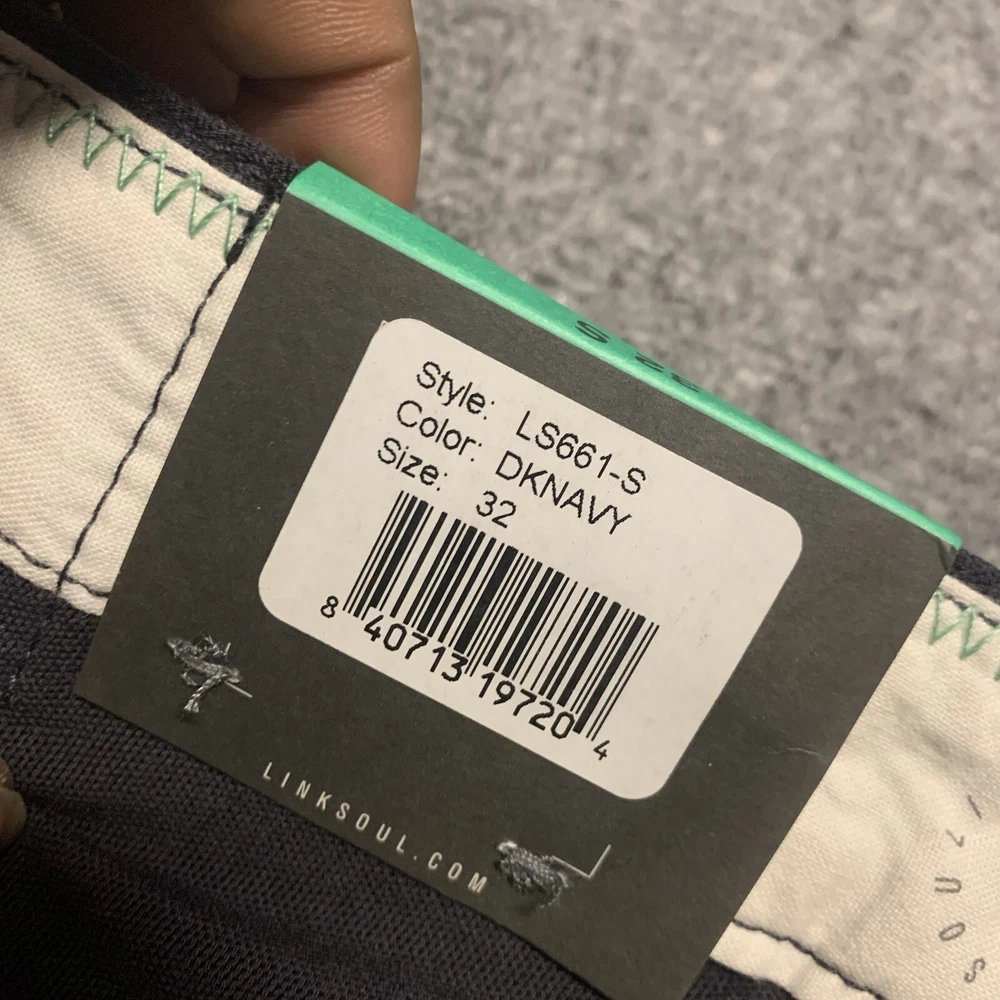 Style: LS661-S
Color: DKNAVY
Size: 32
8 40713 19720 4
LINKSOUL.COM